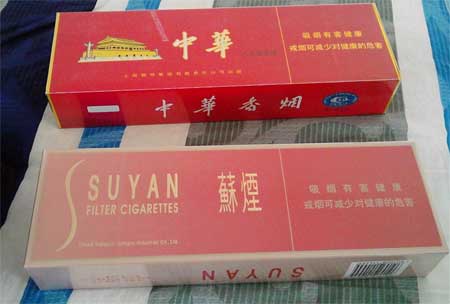 中華
吸烟有害健康
戒烟可减少对健康的危害
中華香烟
SUYAN
FILTER CIGARETTES
蘇煙
吸烟有害健康
戒烟可减少对健康的危害
SUYAN